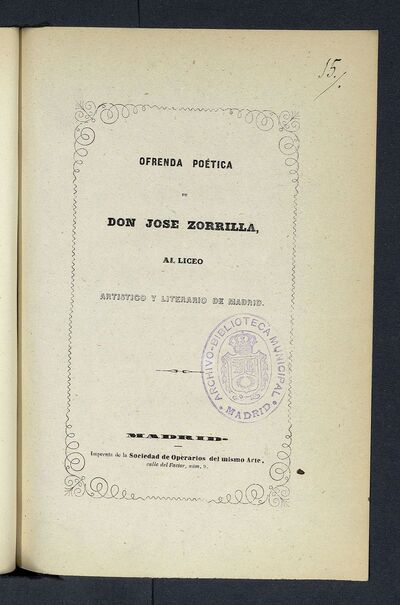 15./
OFRENDA POÉTICA
DE
DON JOSE ZORRILLA,
AL LICEO
ARTISTICO Y LITERARIO DE MADRID.
ARCHIVO-BIBLIOTECA MUNICIPAL
· MADRID ·
MADRID.
Imprenta de la Sociedad de Operarios del mismo Arte,
calle del Factor, núm. 9.